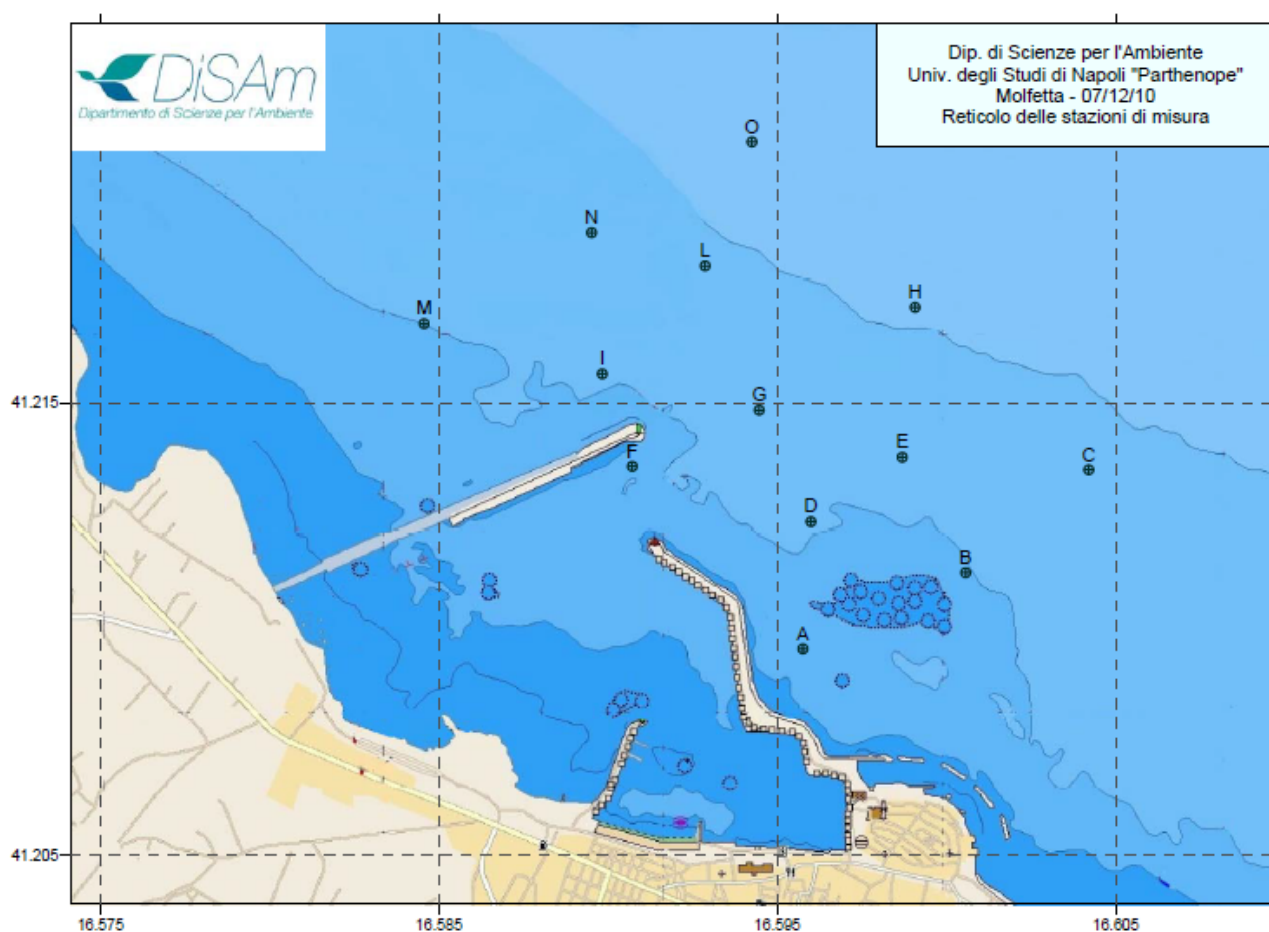 DiSAm
Dipartimento di Scienze per l'Ambiente
Dip. di Scienze per l'Ambiente
Univ. degli Studi di Napoli "Parthenope"
Molfetta - 07/12/10
Reticolo delle stazioni di misura
O
N
L
H
M
I
41.215
G
F
E
C
D
B
A
41.205
16.575
16.585
16.595
16.605